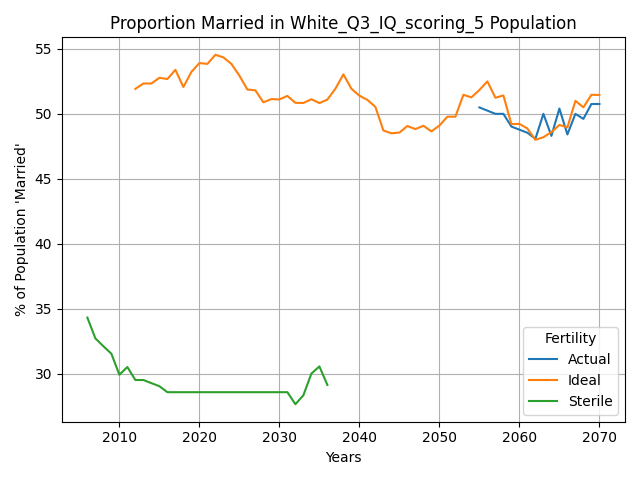 Proportion Married in White_Q3_IQ_scoring_5 Population
% of Population 'Married'
55
50
45
40
35
30
2010 2020 2030 2040 2050 2060 2070
Years
Fertility
Actual
Ideal
Sterile